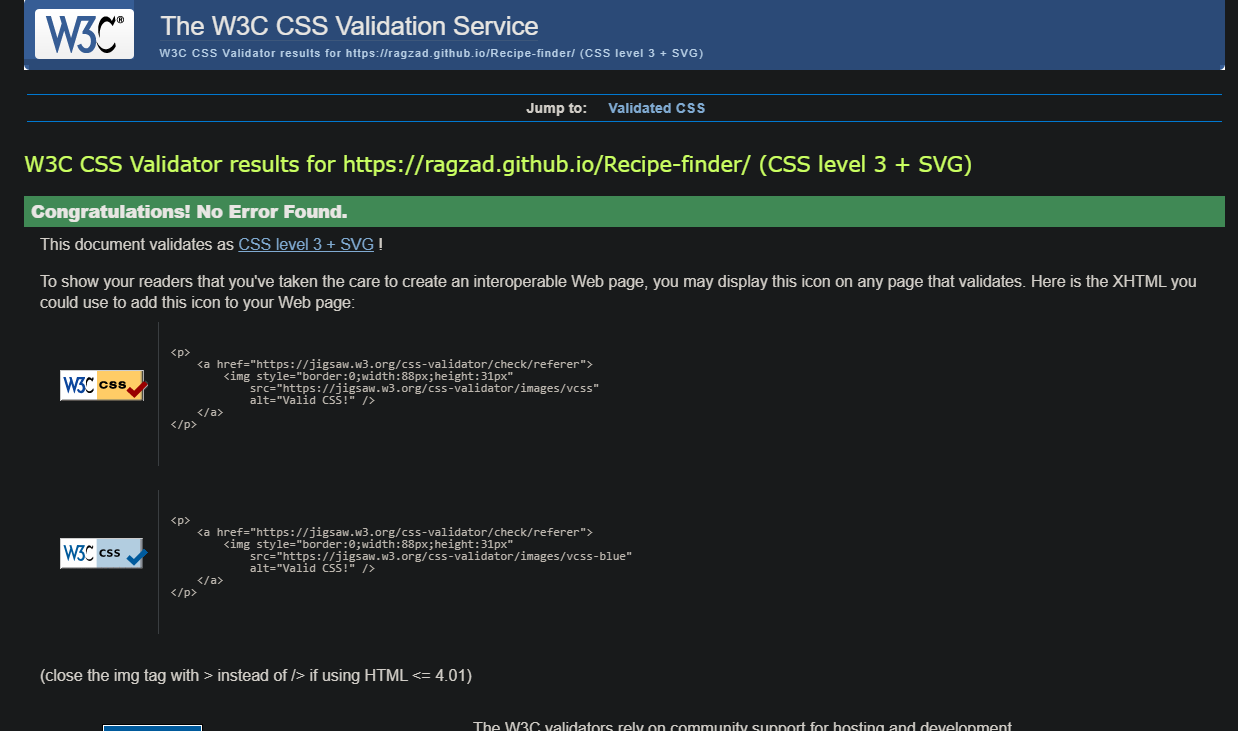 W3C®
The W3C CSS Validation Service
W3C CSS Validator results for https://ragzad.github.io/Recipe-finder/ (CSS level 3 + SVG)
Jump to: Validated CSS
W3C CSS Validator results for https://ragzad.github.io/Recipe-finder/ (CSS level 3 + SVG)
Congratulations! No Error Found.
This document validates as CSS level 3 + SVG !
To show your readers that you've taken the care to create an interoperable Web page, you may display this icon on any page that validates. Here is the XHTML you
could use to add this icon to your Web page:
W3C css
<p>
    <a href="https://jigsaw.w3.org/css-validator/check/referer">
        <img style="border:0;width:88px;height:31px"
            src="https://jigsaw.w3.org/css-validator/images/vcss"
            alt="Valid CSS!" />
    </a>
</p>
W3C css
<p>
    <a href="https://jigsaw.w3.org/css-validator/check/referer">
        <img style="border:0;width:88px;height:31px"
            src="https://jigsaw.w3.org/css-validator/images/vcss-blue"
            alt="Valid CSS!" />
    </a>
</p>
(close the img tag with > instead of /> if using HTML <= 4.01)
The W3C validators rely on community support for hosting and development.